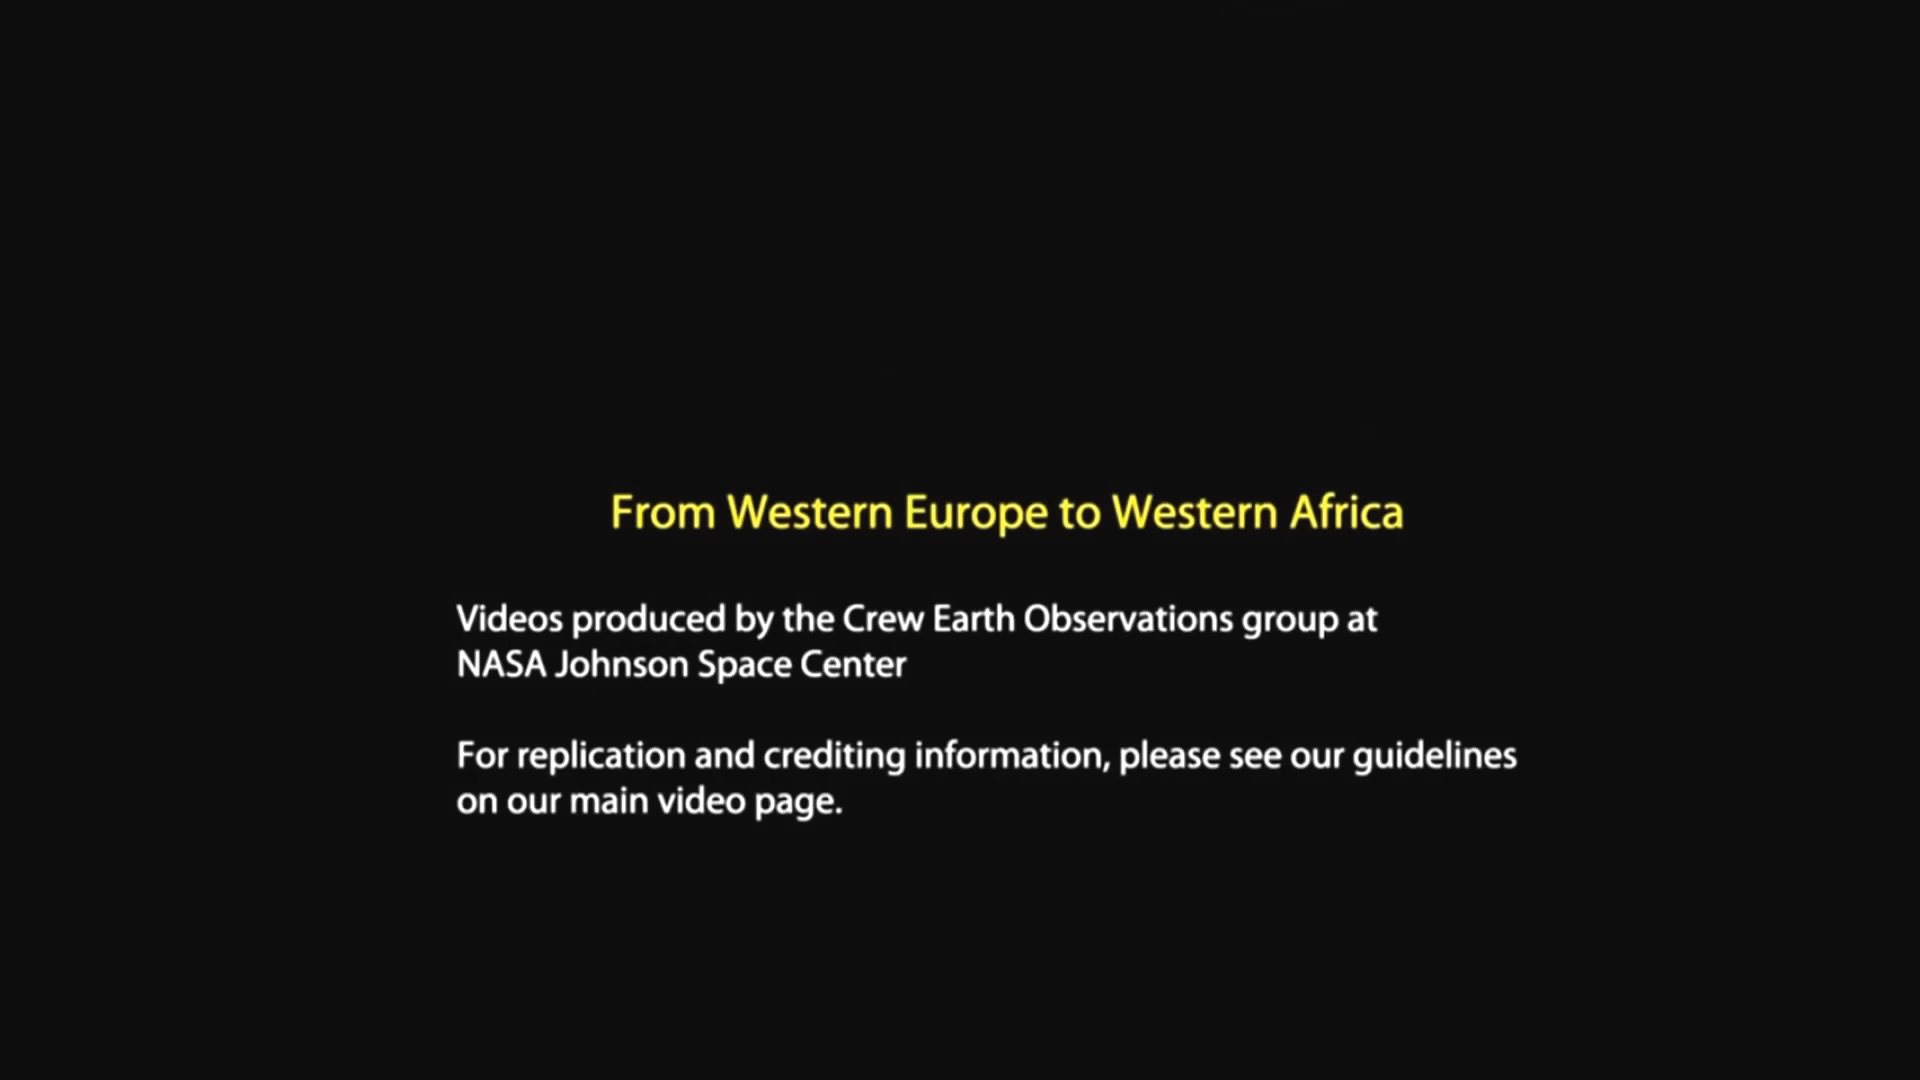 From Western Europe to Western Africa
Videos produced by the Crew Earth Observations group at
NASA Johnson Space Center
For replication and crediting information, please see our guidelines
on our main video page.